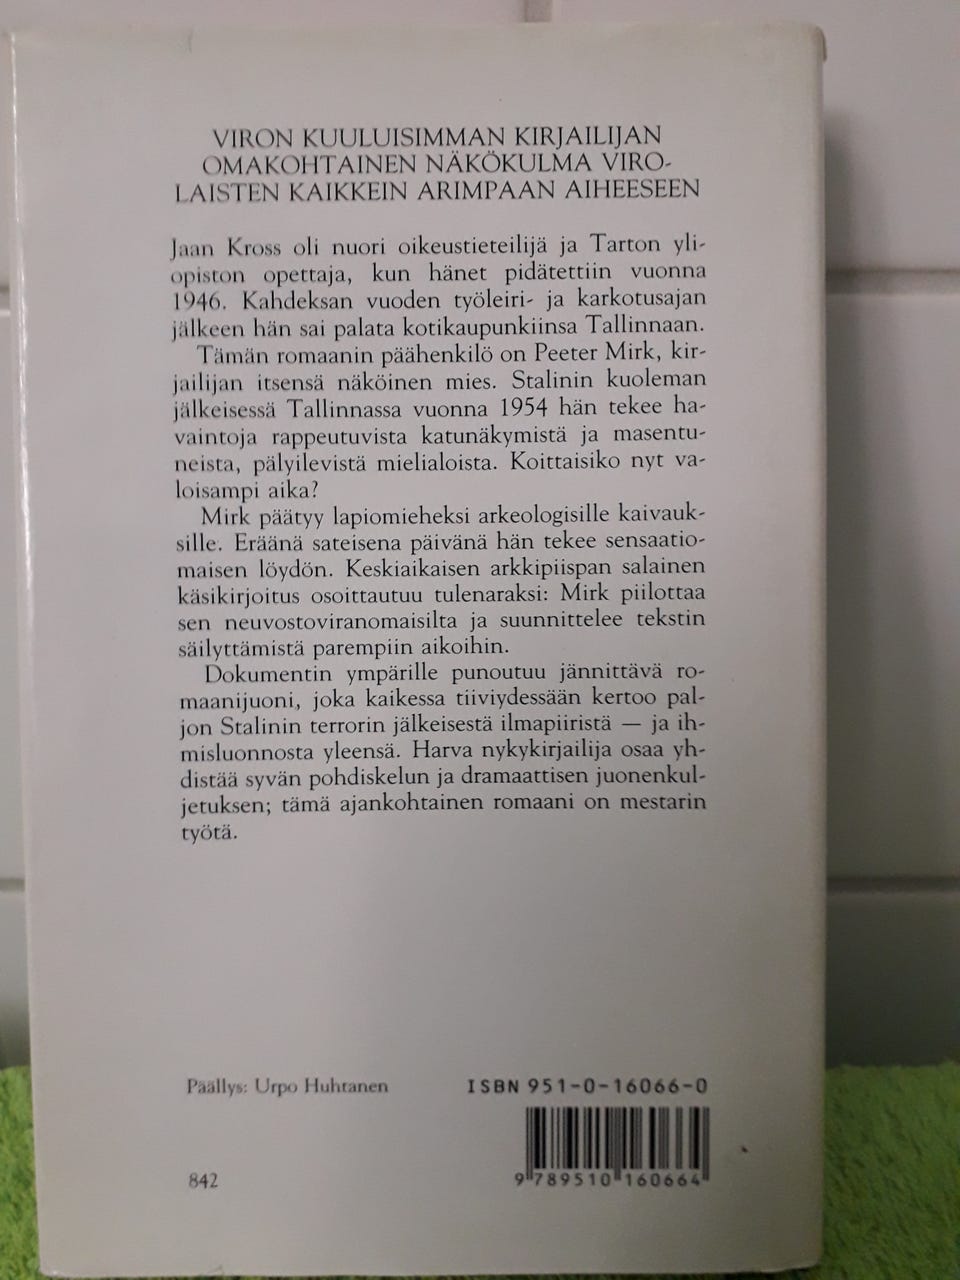 VIRON KUULUISIMMAN KIRJAILIJAN
OMAKOHTAINEN NÄKÖKULMA VIRO-
LAISTEN KAIKKEIN ARIMPAAN AIHEESEEN
Jaan Kross oli nuori oikeustieteilijä ja Tarton yli-
opiston opettaja, kun hänet pidätettiin vuonna
1946. Kahdeksan vuoden työleiri- ja karkotusajan
jälkeen hän sai palata kotikaupunkiinsa Tallinnaan.
Tämän romaanin päähenkilö on Peeter Mirk, kir-
jailijan itsensä näköinen mies. Stalinin kuoleman
jälkeisessä Tallinnassa vuonna 1954 hän tekee ha-
vaintoja rappeutuvista katunäkymistä ja masentu-
neista, pälyilevistä mielialoista. Koittaisiko nyt va-
loisampi aika?
Mirk päätyy lapiomieheksi arkeologisille kaivauk-
sille. Eräänä sateisena päivänä hän tekee sensaatio-
maisen löydön. Keskiaikaisen arkkipiispan salainen
käsikirjoitus osoittautuu tulenaraksi: Mirk piilottaa
sen neuvostoviranomaisilta ja suunnittelee tekstin
säilyttämistä parempiin aikoihin.
Dokumentin ympärille punoutuu jännittävä ro-
maanijuoni, joka kaikessa tiiviydessään kertoo pal-
jon Stalinin terrorin jälkeisestä ilmapiiristä — ja ih-
misluonnosta yleensä. Harva nykykirjailija osaa yh-
distää syvän pohdiskelun ja dramaattisen juonenkul-
jetuksen; tämä ajankohtainen romaani on mestarin
työtä.
Päällys: Urpo Huhtanen
ISBN 951-0-16066-0
842
9 789510 160664